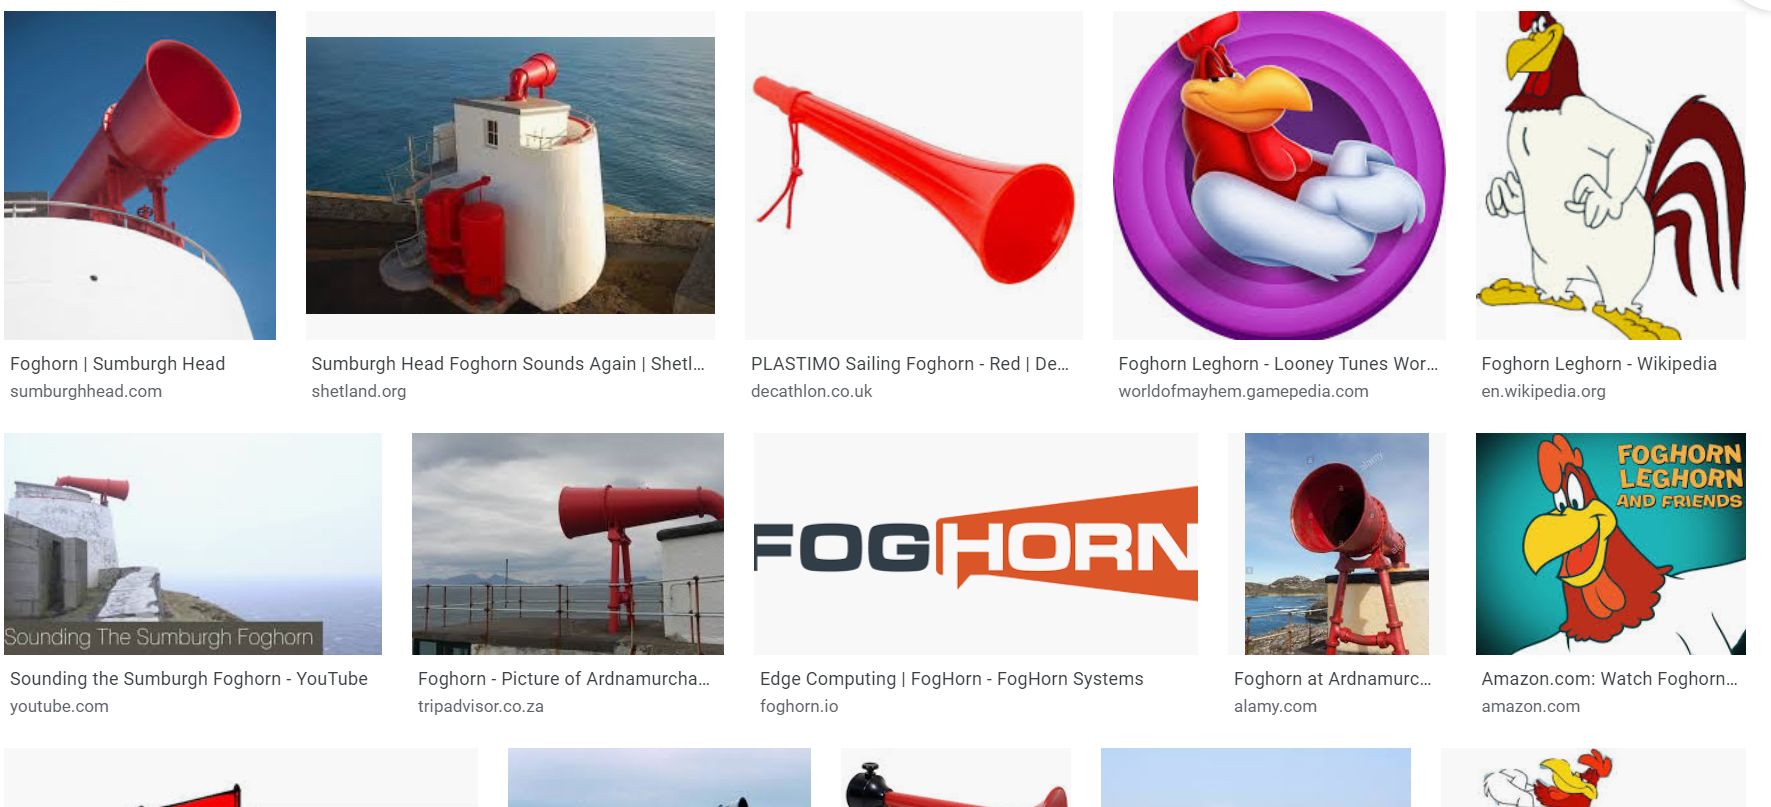 Foghorn | Sumburgh Head
sumburghhead.com
Sumburgh Head Foghorn Sounds Again | Shetl...
shetland.org
PLASTIMO Sailing Foghorn - Red | De...
decathlon.co.uk
Foghorn Leghorn - Looney Tunes Wor...
worldofmayhem.gamepedia.com
Foghorn Leghorn - Wikipedia
en.wikipedia.org
Sounding The Sumburgh Foghorn
FOGHORN
alamy
a
a
a
FOGHORN
LEGHORN
AND FRIENDS
Sounding the Sumburgh Foghorn - YouTube
youtube.com
Foghorn - Picture of Ardnamurcha...
tripadvisor.co.za
Edge Computing | FogHorn - FogHorn Systems
foghorn.io
Foghorn at Ardnamurc...
alamy.com
Amazon.com: Watch Foghorn...
amazon.com